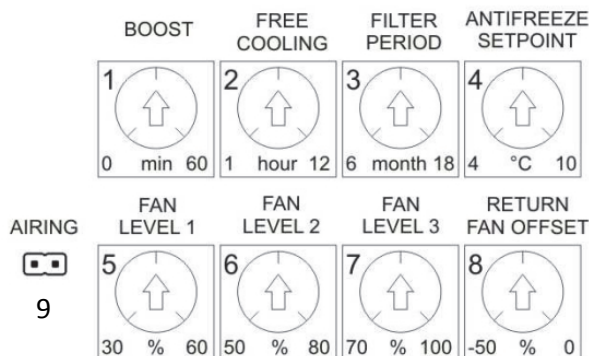 BOOST
FREE COOLING
FILTER PERIOD
ANTIFREEZE SETPOINT
1 2 3 4
0 min 60 1 hour 12 6 month 18 4 °C 10
AIRING
FAN LEVEL 1
FAN LEVEL 2
FAN LEVEL 3
RETURN FAN OFFSET
5 6 7 8
9
30 % 60 50 % 80 70 % 100 -50 % 0